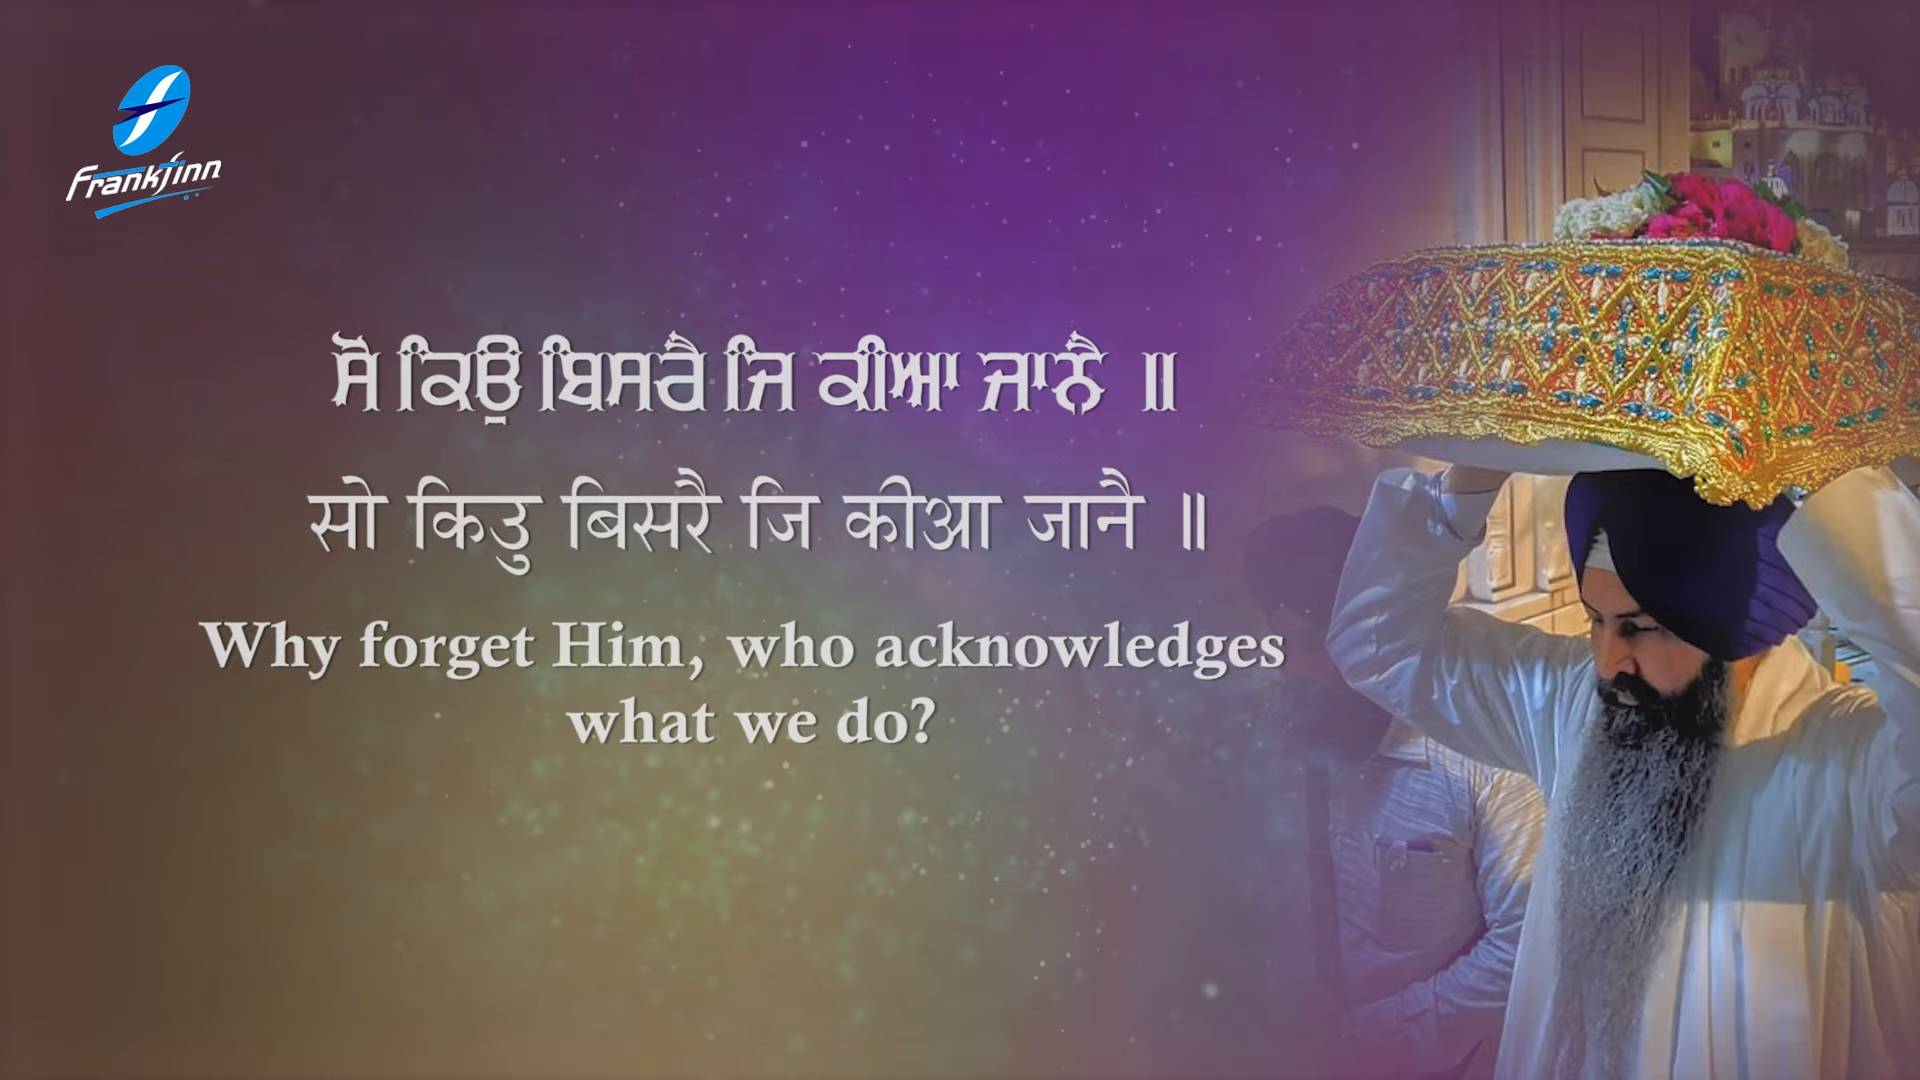 Frankfinn
ਸੋ ਕਿਉ ਬਿਸਰੈ ਜਿ ਕੀਆ ਜਾਨੈ ॥
सो किउ बिसरै जि कीआ जानै ॥
Why forget Him, who acknowledges
what we do?